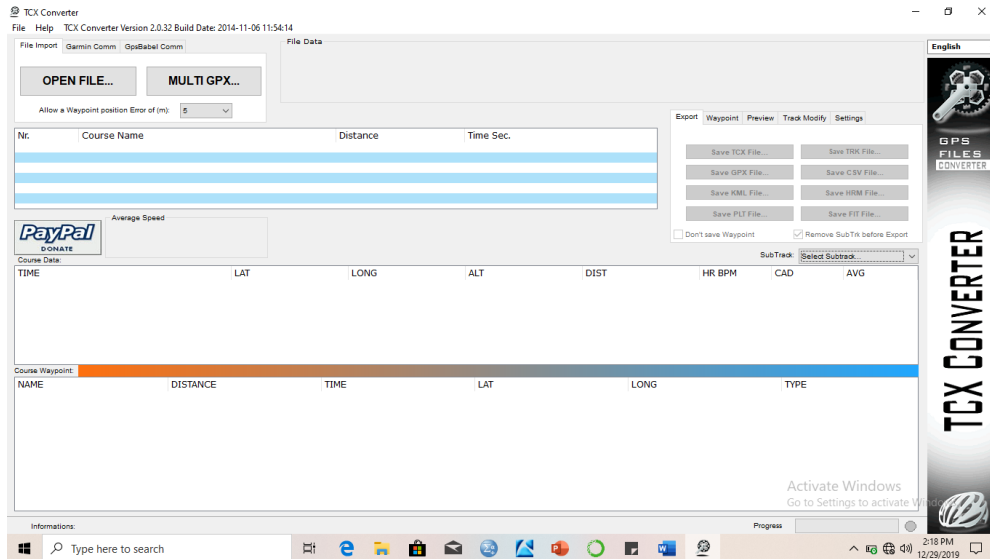 TCX Converter
File Help TCX Converter Version 2.0.32 Build Date: 2014-11-06 11:54:14
File Import Garmin Comm GpsBabel Comm
File Data
English
OPEN FILE... MULTI GPX...
Allow a Waypoint position Error of (m): 5
Export Waypoint Preview Track Modify Settings
Nr. Course Name Distance Time Sec.
Save TCX File... Save TRK File...
Save GPX File... Save CSV File...
Save KML File... Save HRM File...
Save PLT File... Save FIT File...
Don't save Waypoint Remove SubTrk before Export
GPS
FILES
CONVERTER
TCX CONVERTER
PayPal
DONATE
Average Speed
SubTrack: Select Subtrack...
Course Data:
TIME LAT LONG ALT DIST HR BPM CAD AVG
Course Waypoint:
NAME DISTANCE TIME LAT LONG TYPE
Activate Windows
Go to Settings to activate Windo
Informations: Progress
Type here to search
2:18 PM
12/29/2019